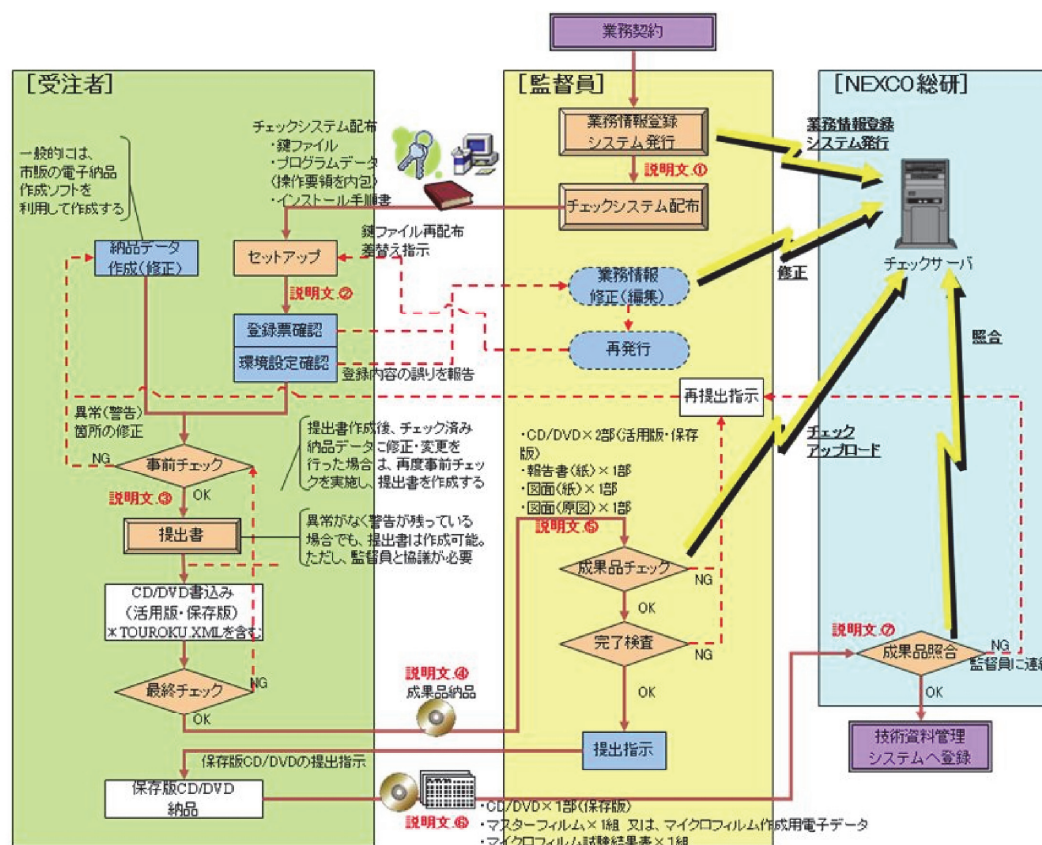 業務契約
[受注者]
[監督員]
[NEXCO総研]
一般的には、
市販の電子納品
作成ソフトを
利用して作成する
チェックシステム配布
・鍵ファイル
・プログラムデータ
(操作要領を内包)
・インストール手順書
業務情報登録
システム発行
業務情報登録
システム発行
説明文.①
チェックシステム配布
チェックサーバ
鍵ファイル再配布
差替え指示
納品データ
作成(修正)
セットアップ
説明文.②
業務情報
修正(編集)
修正
登録票確認
環境設定確認
再発行
照合
登録内容の誤りを報告
再提出指示
異常(警告)
箇所の修正
NG
事前チェック
OK
説明文.③
提出書作成後、チェック済み
納品データに修正・変更を
行った場合は、再度事前チェッ
クを実施し、提出書を作成する
・CD/DVD×2部(活用版・保存
版)
・報告書(紙)×1部
・図面(紙)×1部
・図面(原図)×1部
チェック
アップロード
提出書
異常がなく警告が残っている
場合でも、提出書は作成可能。
ただし、監督員と協議が必要
説明文.⑤
成果品チェック
NG
OK
CD/DVD書込み
(活用版・保存版)
*TOUROKU.XMLを含む
完了検査
NG
OK
説明文.⑦
成果品照合
NG
監督員に連絡
OK
最終チェック
NG
OK
説明文.④
成果品納品
提出指示
技術資料管理
システムへ登録
保存版CD/DVDの提出指示
保存版CD/DVD
納品
説明文.⑥
・CD/DVD×1部(保存版)
・マスターフィルム×1組 又は、マイクロフィルム作成用電子データ
・マイクロフィルム試験結果表×1組